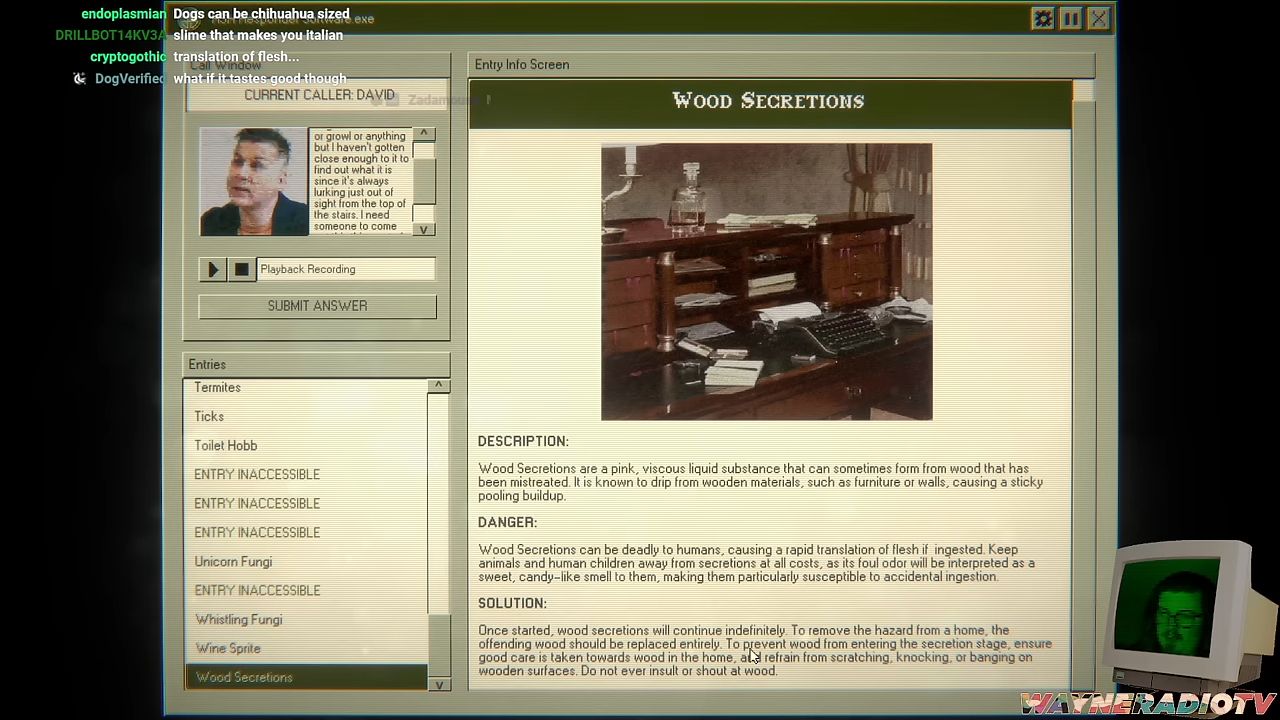 endoplasmian Dogs can be chihuahua sized
DRILLBOT14KV3A slime that makes you Italian
cryptogothic translation of flesh...
DogVerified what if it tastes good though
Responder Software.exe
Call Window
CURRENT CALLER: DAVID
or growl or anything
but I haven't gotten
close enough to it to
find out what it is
since it's always
lurking just out of
sight from the top of
the stairs. I need
someone to come
Playback Recording
SUBMIT ANSWER
Entries
Termites
Ticks
Toilet Hobb
ENTRY INACCESSIBLE
ENTRY INACCESSIBLE
ENTRY INACCESSIBLE
Unicorn Fungi
ENTRY INACCESSIBLE
Whistling Fungi
Wine Sprite
Wood Secretions
Entry Info Screen
Wood Secretions
DESCRIPTION:
Wood Secretions are a pink, viscous liquid substance that can sometimes form from wood that has
been mistreated. It is known to drip from wooden materials, such as furniture or walls, causing a sticky
pooling buildup.
DANGER:
Wood Secretions can be deadly to humans, causing a rapid translation of flesh if ingested. Keep
animals and human children away from secretions at all costs, as its foul odor will be interpreted as a
sweet, candy-like smell to them, making them particularly susceptible to accidental ingestion.
SOLUTION:
Once started, wood secretions will continue indefinitely. To remove the hazard from a home, the
offending wood should be replaced entirely. To prevent wood from entering the secretion stage, ensure
good care is taken towards wood in the home, and refrain from scratching, knocking, or banging on
wooden surfaces. Do not ever insult or shout at wood.
WAYNERADIOTV